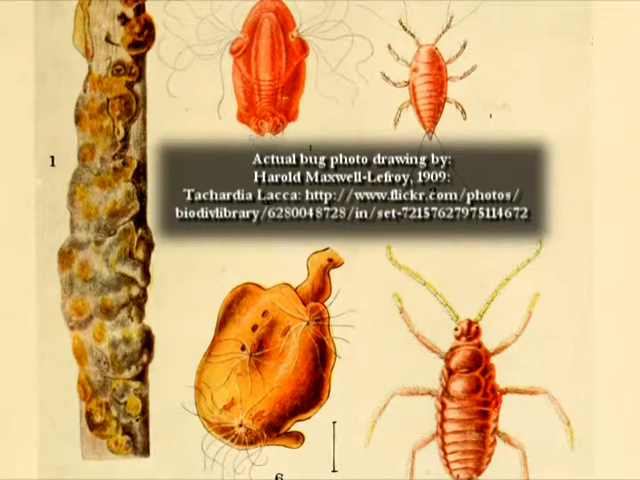 1
Actual bug photo drawing by:
Harold Maxwell-Lefroy, 1909:
Tachardia Lacca: http://www.flickr.com/photos/
biodivlibrary/6280048728/in/set-72157627975114672
6